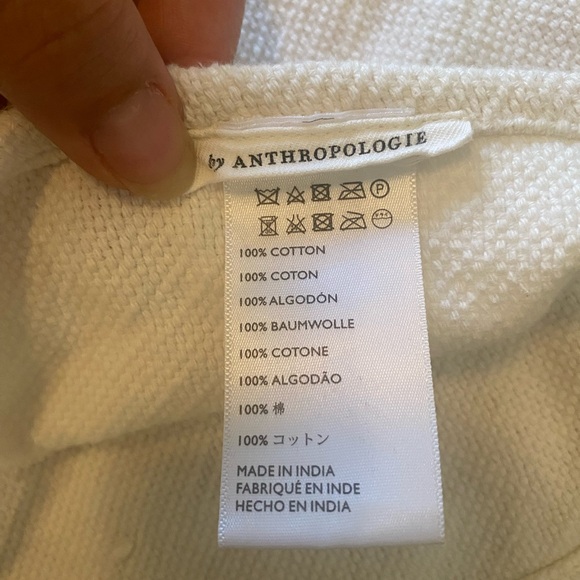 by ANTHROPOLOGIE
P
100% COTTON
100% COTON
100% ALGODÓN
100% BAUMWOLLE
100% COTONE
100% ALGODÃO
100% 棉
100% コットン
MADE IN INDIA
FABRIQUÉ EN INDE
HECHO EN INDIA